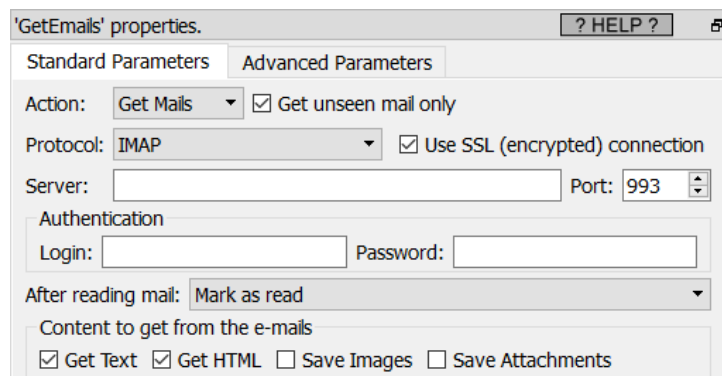 'GetEmails' properties. ? HELP ?
Standard Parameters Advanced Parameters
Action: Get Mails Get unseen mail only
Protocol: IMAP Use SSL (encrypted) connection
Server: Port: 993
Authentication
Login: Password:
After reading mail: Mark as read
Content to get from the e-mails
Get Text Get HTML Save Images Save Attachments